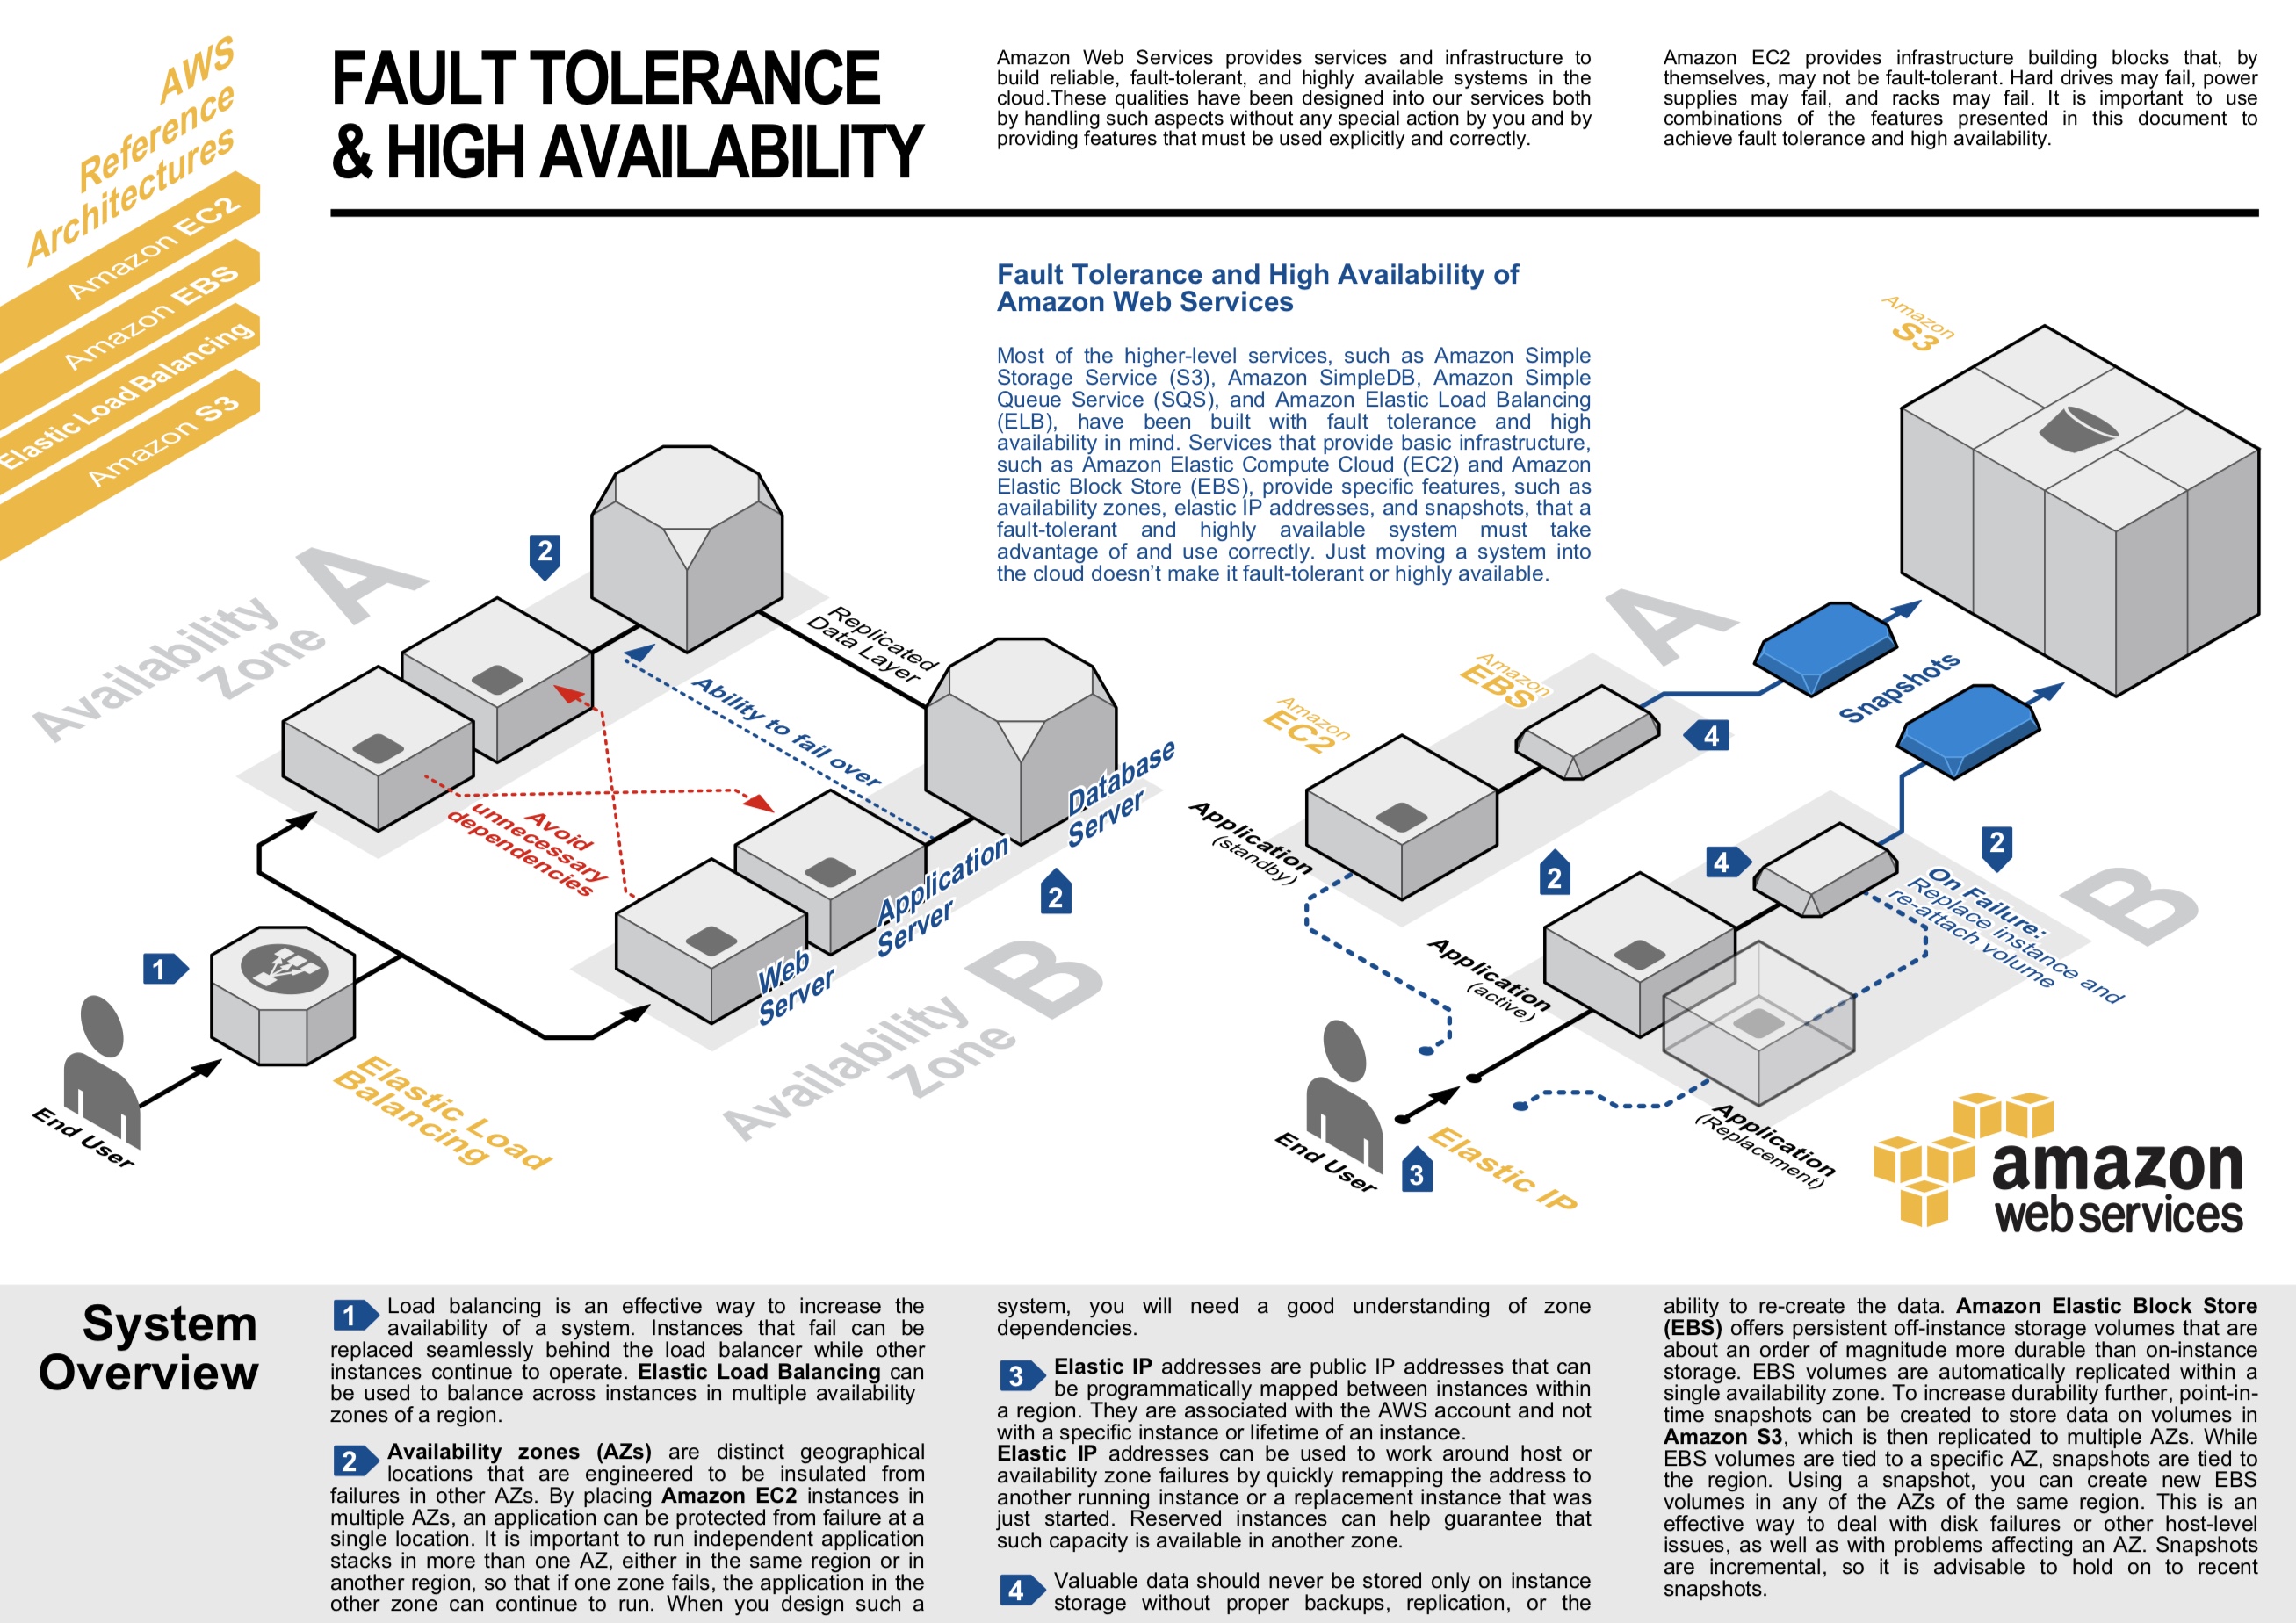 AWS
Reference
Architectures
Amazon EC2
Amazon EBS
Elastic Load Balancing
Amazon S3
FAULT TOLERANCE
& HIGH AVAILABILITY
Amazon Web Services provides services and infrastructure to
build reliable, fault-tolerant, and highly available systems in the
cloud.These qualities have been designed into our services both
by handling such aspects without any special action by you and by
providing features that must be used explicitly and correctly.
Amazon EC2 provides infrastructure building blocks that, by
themselves, may not be fault-tolerant. Hard drives may fail, power
supplies may fail, and racks may fail. It is important to use
combinations of the features presented in this document to
achieve fault tolerance and high availability.
Fault Tolerance and High Availability of
Amazon Web Services
Most of the higher-level services, such as Amazon Simple
Storage Service (S3), Amazon SimpleDB, Amazon Simple
Queue Service (SQS), and Amazon Elastic Load Balancing
(ELB), have been built with fault tolerance and high
availability in mind. Services that provide basic infrastructure,
such as Amazon Elastic Compute Cloud (EC2) and Amazon
Elastic Block Store (EBS), provide specific features, such as
availability zones, elastic IP addresses, and snapshots, that a
fault-tolerant and highly available system must take
advantage of and use correctly. Just moving a system into
the cloud doesn't make it fault-tolerant or highly available.
Availability
Zone
A
2
Replicated
Data Layer
Ability to fail over
Avoid
unnecessary
dependencies
Database
Server
Application
Server
Web
Server
2
Availability
Zone
B
1
End User
Elastic Load
Balancing
Amazon
S3
A
Amazon
EBS
Amazon
EC2
4
Snapshots
Application
(standby)
2
4
2
On Failure:
Replace instance and
re-attach volume
B
Application
(active)
End User
3
Elastic IP
Application
(Replacement)
amazon
web services
System
Overview
1 Load balancing is an effective way to increase the
availability of a system. Instances that fail can be
replaced seamlessly behind the load balancer while other
instances continue to operate. Elastic Load Balancing can
be used to balance across instances in multiple availability
zones of a region.
2 Availability zones (AZs) are distinct geographical
locations that are engineered to be insulated from
failures in other AZs. By placing Amazon EC2 instances in
multiple AZs, an application can be protected from failure at a
single location. It is important to run independent application
stacks in more than one AZ, either in the same region or in
another region, so that if one zone fails, the application in the
other zone can continue to run. When you design such a
system, you will need a good understanding of zone
dependencies.
3 Elastic IP addresses are public IP addresses that can
be programmatically mapped between instances within
a region. They are associated with the AWS account and not
with a specific instance or lifetime of an instance.
Elastic IP addresses can be used to work around host or
availability zone failures by quickly remapping the address to
another running instance or a replacement instance that was
just started. Reserved instances can help guarantee that
such capacity is available in another zone.
4 Valuable data should never be stored only on instance
storage without proper backups, replication, or the
ability to re-create the data. Amazon Elastic Block Store
(EBS) offers persistent off-instance storage volumes that are
about an order of magnitude more durable than on-instance
storage. EBS volumes are automatically replicated within a
single availability zone. To increase durability further, point-in-
time snapshots can be created to store data on volumes in
Amazon S3, which is then replicated to multiple AZs. While
EBS volumes are tied to a specific AZ, snapshots are tied to
the region. Using a snapshot, you can create new EBS
volumes in any of the AZs of the same region. This is an
effective way to deal with disk failures or other host-level
issues, as well as with problems affecting an AZ. Snapshots
are incremental, so it is advisable to hold on to recent
snapshots.